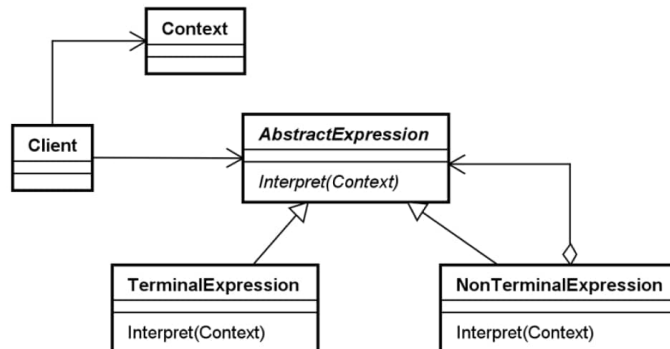 Context
Client
AbstractExpression
Interpret(Context)
TerminalExpression
Interpret(Context)
NonTerminalExpression
Interpret(Context)